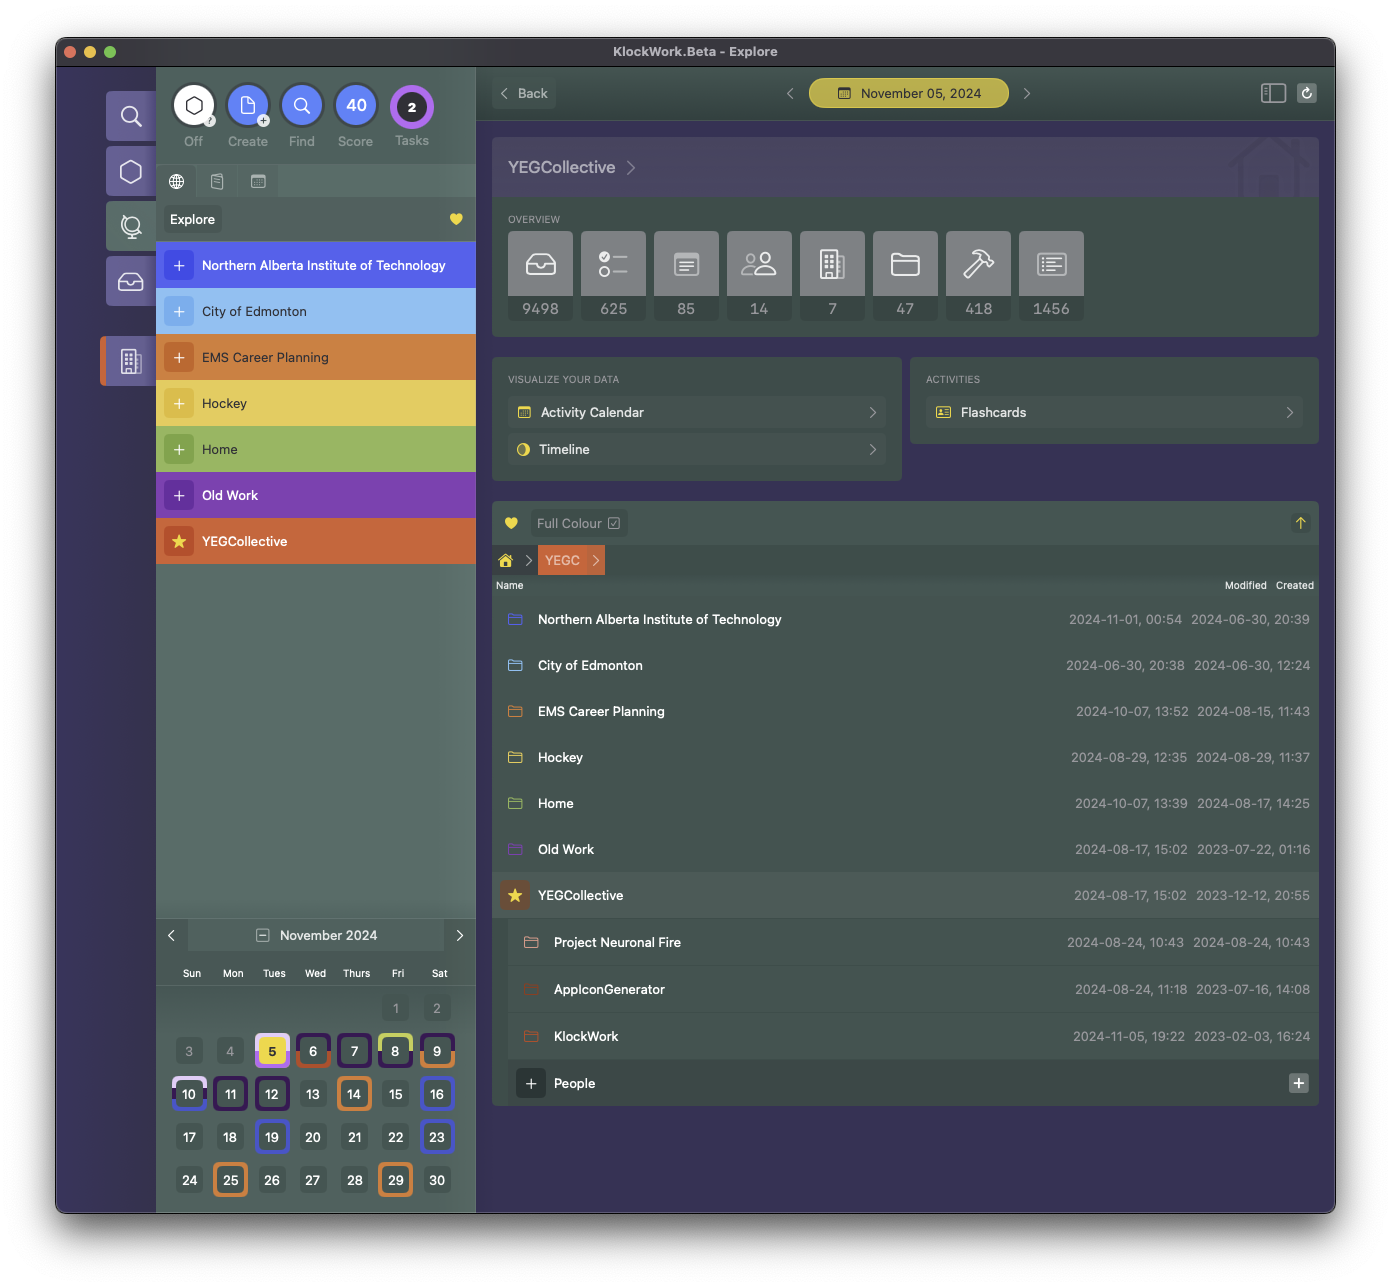 KlockWork.Beta - Explore
40
2
Off
Create
Find
Score
Tasks
Explore
Northern Alberta Institute of Technology
City of Edmonton
EMS Career Planning
Hockey
Home
Old Work
YEGCollective
November 2024
Sun Mon Tues Wed Thurs Fri Sat
1 2
3 4 5 6 7 8 9
10 11 12 13 14 15 16
17 18 19 20 21 22 23
24 25 26 27 28 29 30
Back
November 05, 2024
YEGCollective
OVERVIEW
9498 625 85 14 7 47 418 1456
VISUALIZE YOUR DATA
Activity Calendar
Timeline
ACTIVITIES
Flashcards
Full Colour
YEGC
Name Modified Created
Northern Alberta Institute of Technology 2024-11-01, 00:54 2024-06-30, 20:39
City of Edmonton 2024-06-30, 20:38 2024-06-30, 12:24
EMS Career Planning 2024-10-07, 13:52 2024-08-15, 11:43
Hockey 2024-08-29, 12:35 2024-08-29, 11:37
Home 2024-10-07, 13:39 2024-08-17, 14:25
Old Work 2024-08-17, 15:02 2023-07-22, 01:16
YEGCollective 2024-08-17, 15:02 2023-12-12, 20:55
Project Neuronal Fire 2024-08-24, 10:43 2024-08-24, 10:43
AppIconGenerator 2024-08-24, 11:18 2023-07-16, 14:08
KlockWork 2024-11-05, 19:22 2023-02-03, 16:24
People